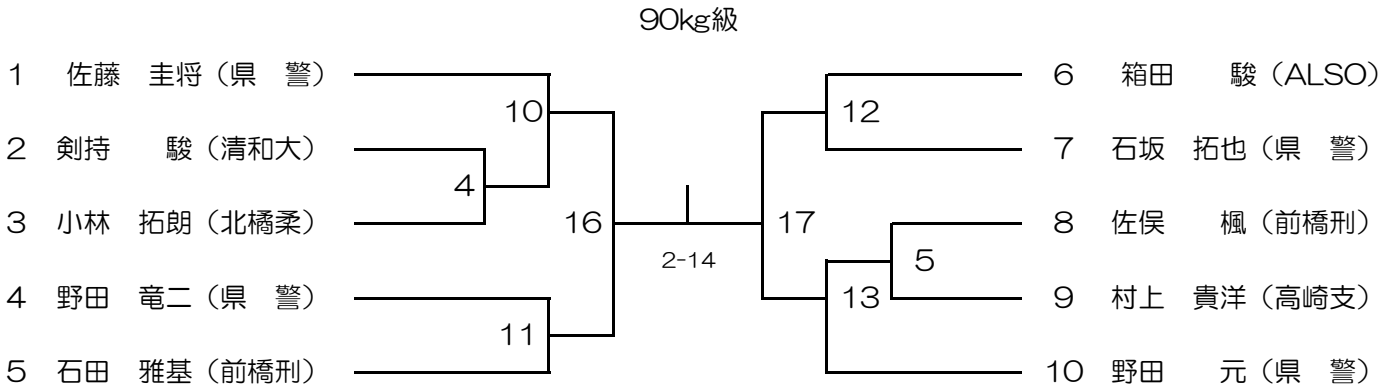 90kg級
1 佐藤 圭将（県 警）
2 剣持 駿（清和大）
3 小林 拓朗（北橘柔）
4 野田 竜二（県 警）
5 石田 雅基（前橋刑）
10
4
16
11
2-14
17
12
5
13
6 箱田 駿（ALSO）
7 石坂 拓也（県 警）
8 佐俣 楓（前橋刑）
9 村上 貴洋（高崎支）
10 野田 元（県 警）